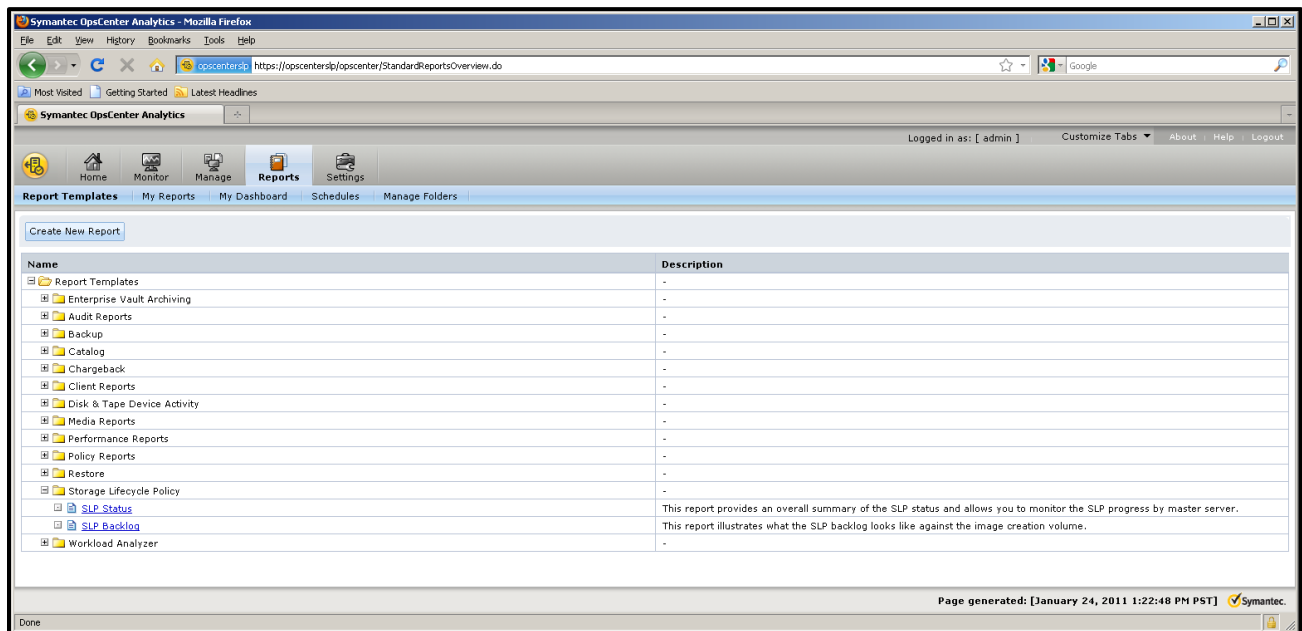 Symantec OpsCenter Analytics - Mozilla Firefox
File Edit View History Bookmarks Tools Help
opscenterslp https://opscenterslp/opscenter/StandardReportsOverview.do
Google
Most Visited Getting Started Latest Headlines
Symantec OpsCenter Analytics
Logged in as: [ admin ] Customize Tabs About Help Logout
Home Monitor Manage Reports Settings
Report Templates My Reports My Dashboard Schedules Manage Folders
Create New Report
Name Description
Report Templates -
Enterprise Vault Archiving -
Audit Reports -
Backup -
Catalog -
Chargeback -
Client Reports -
Disk & Tape Device Activity -
Media Reports -
Performance Reports -
Policy Reports -
Restore -
Storage Lifecycle Policy -
SLP Status This report provides an overall summary of the SLP status and allows you to monitor the SLP progress by master server.
SLP Backlog This report illustrates what the SLP backlog looks like against the image creation volume.
Workload Analyzer -
Page generated: [January 24, 2011 1:22:48 PM PST] Symantec.
Done